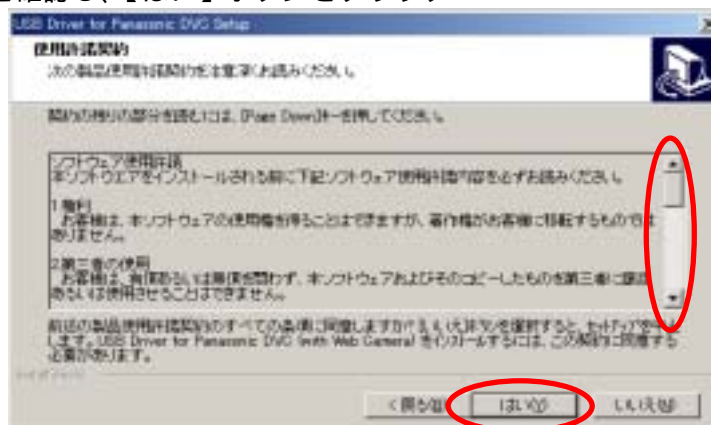 USB Driver for Panasonic DVC Setup
使用許諾契約
次の製品使用許諾契約を注意深くお読みください。
契約の残りの部分を読むには、[Page Down]キーを押してください。
ソフトウェア使用許諾
本ソフトウエアをインストールされる前に下記ソフトウェア使用許諾内容を必ずお読みください。
1.権利
お客様は、本ソフトウェアの使用権を得ることはできますが、著作権がお客様に移転するものでは
ありません。
2.第三者の使用
お客様は、有償あるいは無償を問わず、本ソフトウェアおよびそのコピーしたものを第三者に譲渡
あるいは使用させることはできません。
前述の製品使用許諾契約のすべての条項に同意しますか？[いいえ]ボタンを選択すると、セットアップを中
します。USB Driver for Panasonic DVC (with Web Camera) をインストールするには、この契約に同意する
必要があります。
< 戻る(B)
はい(Y)
いいえ(N)